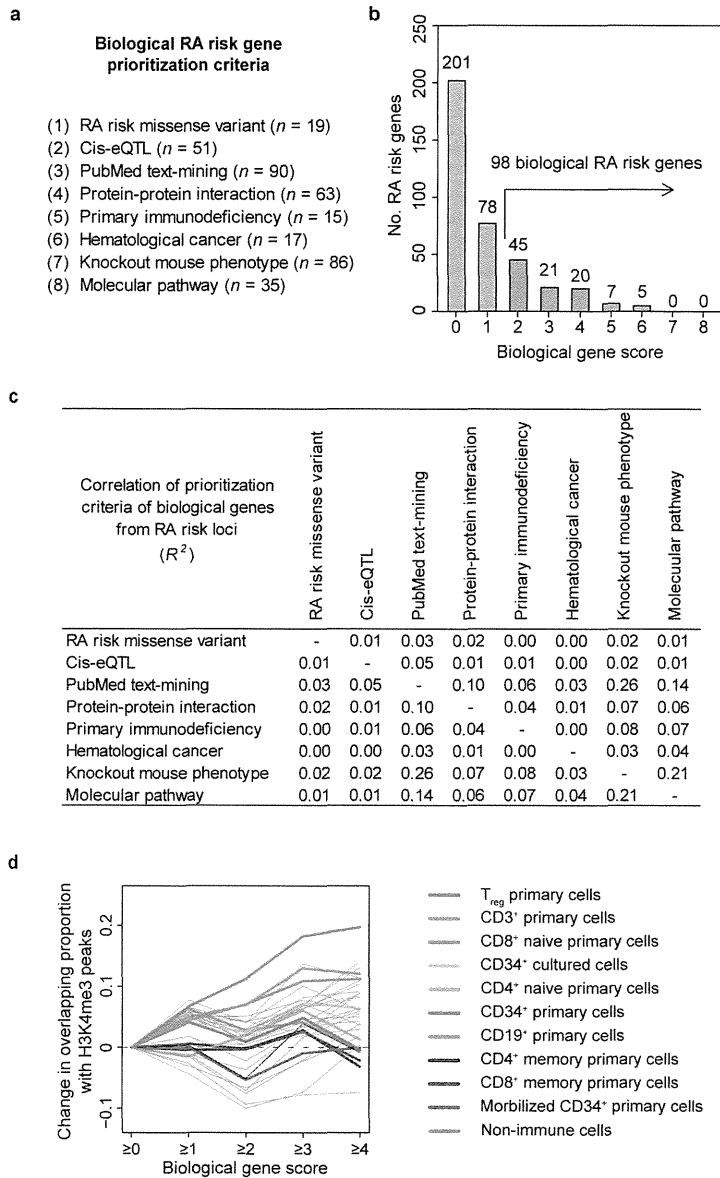 a
Biological RA risk gene
prioritization criteria
(1) RA risk missense variant (n = 19)
(2) Cis-eQTL (n = 51)
(3) PubMed text-mining (n = 90)
(4) Protein-protein interaction (n = 63)
(5) Primary immunodeficiency (n = 15)
(6) Hematological cancer (n = 17)
(7) Knockout mouse phenotype (n = 86)
(8) Molecular pathway (n = 35)
b
No. RA risk genes
250
200
150
100
50
0
201
78
45
21
20
7
5
0
0
98 biological RA risk genes
0 1 2 3 4 5 6 7 8
Biological gene score
c
Correlation of prioritization
criteria of biological genes
from RA risk loci
(R²)
RA risk missense variant
Cis-eQTL
PubMed text-mining
Protein-protein interaction
Primary immunodeficiency
Hematological cancer
Knockout mouse phenotype
Molecuular pathway
RA risk missense variant - 0.01 0.03 0.02 0.00 0.00 0.02 0.01
Cis-eQTL 0.01 - 0.05 0.01 0.01 0.00 0.02 0.01
PubMed text-mining 0.03 0.05 - 0.10 0.06 0.03 0.26 0.14
Protein-protein interaction 0.02 0.01 0.10 - 0.04 0.01 0.07 0.06
Primary immunodeficiency 0.00 0.01 0.06 0.04 - 0.00 0.08 0.07
Hematological cancer 0.00 0.00 0.03 0.01 0.00 - 0.03 0.04
Knockout mouse phenotype 0.02 0.02 0.26 0.07 0.08 0.03 - 0.21
Molecular pathway 0.01 0.01 0.14 0.06 0.07 0.04 0.21 -
d
Change in overlapping proportion
with H3K4me3 peaks
0.2
0.1
0
−0.1
≥0 ≥1 ≥2 ≥3 ≥4
Biological gene score
Treg primary cells
CD3⁺ primary cells
CD8⁺ naive primary cells
CD34⁺ cultured cells
CD4⁺ naive primary cells
CD34⁺ primary cells
CD19⁺ primary cells
CD4⁺ memory primary cells
CD8⁺ memory primary cells
Morbilized CD34⁺ primary cells
Non-immune cells